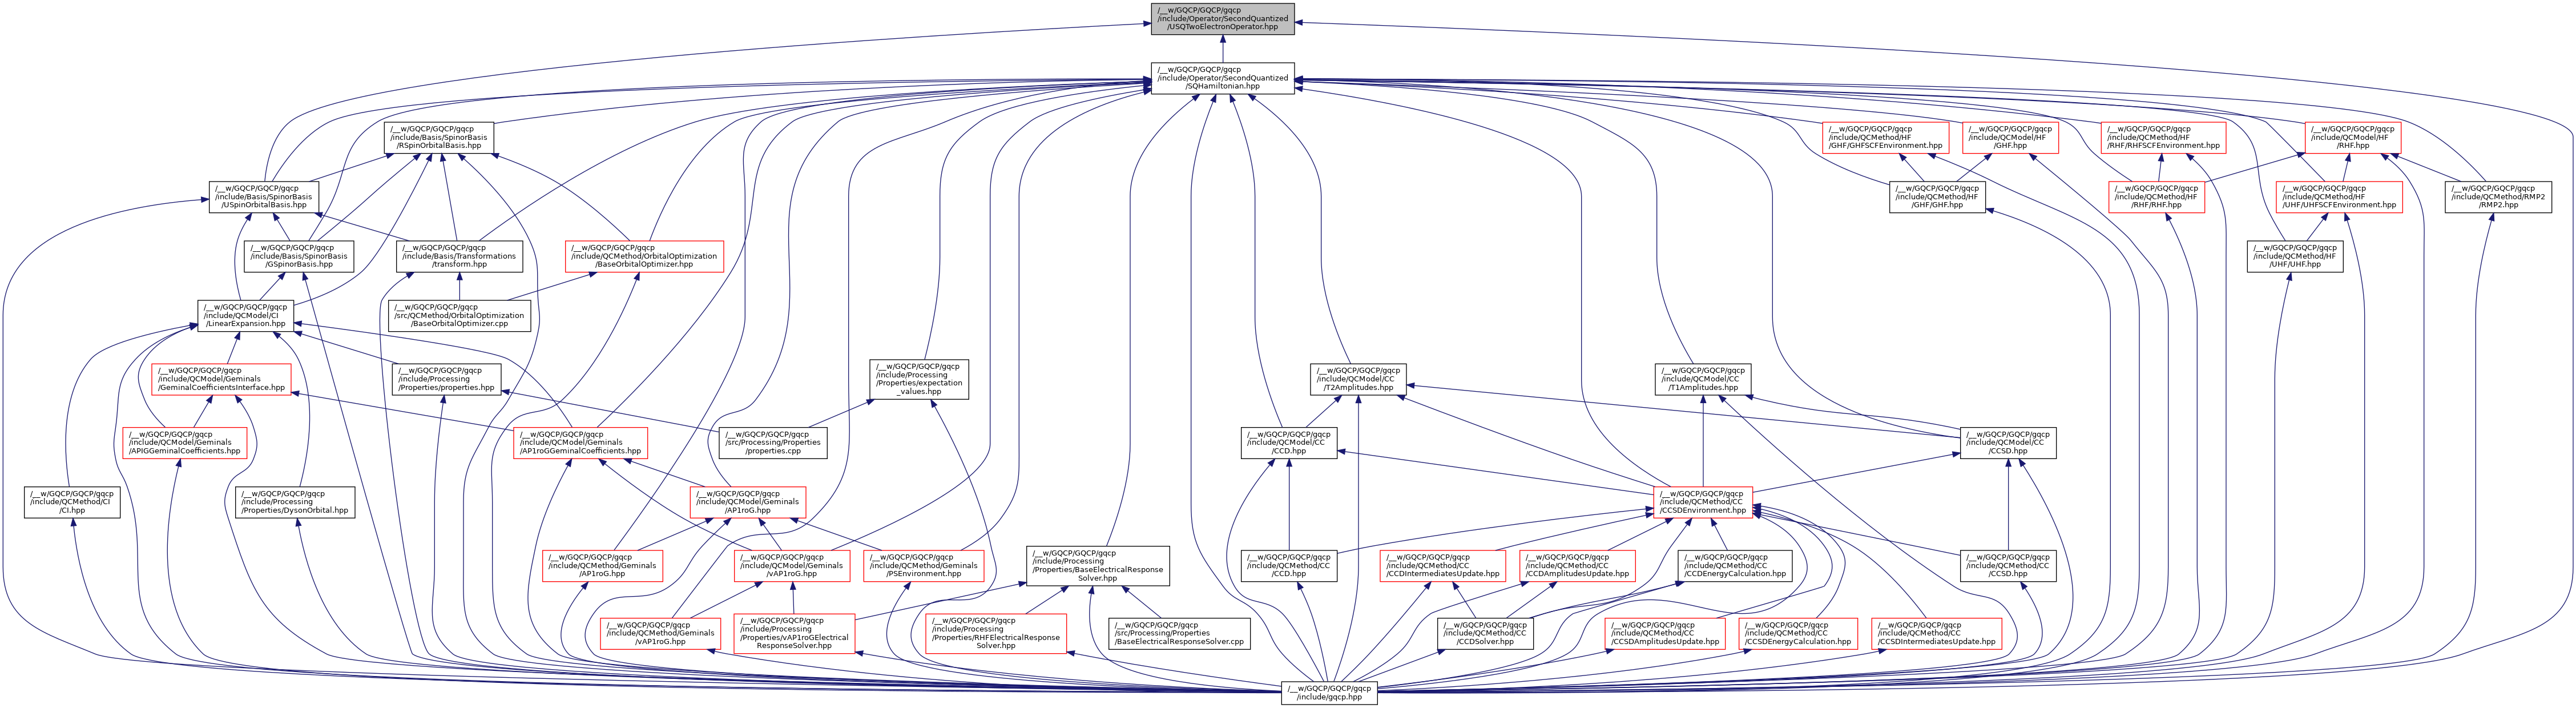 /__w/GQCP/GQCP/gqcp
/include/Operator/SecondQuantized
/USQTwoElectronOperator.hpp
/__w/GQCP/GQCP/gqcp
/include/Operator/SecondQuantized
/SQHamiltonian.hpp
/__w/GQCP/GQCP/gqcp
/include/Basis/SpinorBasis
/RSpinOrbitalBasis.hpp
/__w/GQCP/GQCP/gqcp
/include/QCMethod/HF
/GHF/GHFSCFEnvironment.hpp
/__w/GQCP/GQCP/gqcp
/include/QCModel/HF
/GHF.hpp
/__w/GQCP/GQCP/gqcp
/include/QCMethod/HF
/RHF/RHFSCFEnvironment.hpp
/__w/GQCP/GQCP/gqcp
/include/QCModel/HF
/RHF.hpp
/__w/GQCP/GQCP/gqcp
/include/Basis/SpinorBasis
/USpinOrbitalBasis.hpp
/__w/GQCP/GQCP/gqcp
/include/QCMethod/HF
/GHF/GHF.hpp
/__w/GQCP/GQCP/gqcp
/include/QCMethod/HF
/RHF/RHF.hpp
/__w/GQCP/GQCP/gqcp
/include/QCMethod/HF
/UHF/UHFSCFEnvironment.hpp
/__w/GQCP/GQCP/gqcp
/include/QCMethod/RMP2
/RMP2.hpp
/__w/GQCP/GQCP/gqcp
/include/Basis/SpinorBasis
/GSpinorBasis.hpp
/__w/GQCP/GQCP/gqcp
/include/Basis/Transformations
/transform.hpp
/__w/GQCP/GQCP/gqcp
/include/QCMethod/OrbitalOptimization
/BaseOrbitalOptimizer.hpp
/__w/GQCP/GQCP/gqcp
/include/QCMethod/HF
/UHF/UHF.hpp
/__w/GQCP/GQCP/gqcp
/include/QCModel/CI
/LinearExpansion.hpp
/__w/GQCP/GQCP/gqcp
/src/QCMethod/OrbitalOptimization
/BaseOrbitalOptimizer.cpp
/__w/GQCP/GQCP/gqcp
/include/QCModel/Geminals
/GeminalCoefficientsInterface.hpp
/__w/GQCP/GQCP/gqcp
/include/Processing
/Properties/properties.hpp
/__w/GQCP/GQCP/gqcp
/include/Processing
/Properties/expectation
_values.hpp
/__w/GQCP/GQCP/gqcp
/include/QCModel/CC
/T2Amplitudes.hpp
/__w/GQCP/GQCP/gqcp
/include/QCModel/CC
/T1Amplitudes.hpp
/__w/GQCP/GQCP/gqcp
/include/QCModel/Geminals
/APIGGeminalCoefficients.hpp
/__w/GQCP/GQCP/gqcp
/include/QCModel/Geminals
/AP1roGGeminalCoefficients.hpp
/__w/GQCP/GQCP/gqcp
/src/Processing/Properties
/properties.cpp
/__w/GQCP/GQCP/gqcp
/include/QCModel/CC
/CCD.hpp
/__w/GQCP/GQCP/gqcp
/include/QCModel/CC
/CCSD.hpp
/__w/GQCP/GQCP/gqcp
/include/QCMethod/CI
/CI.hpp
/__w/GQCP/GQCP/gqcp
/include/Processing
/Properties/DysonOrbital.hpp
/__w/GQCP/GQCP/gqcp
/include/QCModel/Geminals
/AP1roG.hpp
/__w/GQCP/GQCP/gqcp
/include/QCMethod/CC
/CCSDEnvironment.hpp
/__w/GQCP/GQCP/gqcp
/include/QCMethod/Geminals
/AP1roG.hpp
/__w/GQCP/GQCP/gqcp
/include/QCModel/Geminals
/vAP1roG.hpp
/__w/GQCP/GQCP/gqcp
/include/QCMethod/Geminals
/PSEnvironment.hpp
/__w/GQCP/GQCP/gqcp
/include/Processing
/Properties/BaseElectricalResponse
Solver.hpp
/__w/GQCP/GQCP/gqcp
/include/QCMethod/CC
/CCD.hpp
/__w/GQCP/GQCP/gqcp
/include/QCMethod/CC
/CCDIntermediatesUpdate.hpp
/__w/GQCP/GQCP/gqcp
/include/QCMethod/CC
/CCDAmplitudesUpdate.hpp
/__w/GQCP/GQCP/gqcp
/include/QCMethod/CC
/CCDEnergyCalculation.hpp
/__w/GQCP/GQCP/gqcp
/include/QCMethod/CC
/CCSD.hpp
/__w/GQCP/GQCP/gqcp
/include/QCMethod/Geminals
/vAP1roG.hpp
/__w/GQCP/GQCP/gqcp
/include/Processing
/Properties/vAP1roGElectrical
ResponseSolver.hpp
/__w/GQCP/GQCP/gqcp
/include/Processing
/Properties/RHFElectricalResponse
Solver.hpp
/__w/GQCP/GQCP/gqcp
/src/Processing/Properties
/BaseElectricalResponseSolver.cpp
/__w/GQCP/GQCP/gqcp
/include/QCMethod/CC
/CCDSolver.hpp
/__w/GQCP/GQCP/gqcp
/include/QCMethod/CC
/CCSDAmplitudesUpdate.hpp
/__w/GQCP/GQCP/gqcp
/include/QCMethod/CC
/CCSDEnergyCalculation.hpp
/__w/GQCP/GQCP/gqcp
/include/QCMethod/CC
/CCSDIntermediatesUpdate.hpp
/__w/GQCP/GQCP/gqcp
/include/gqcp.hpp